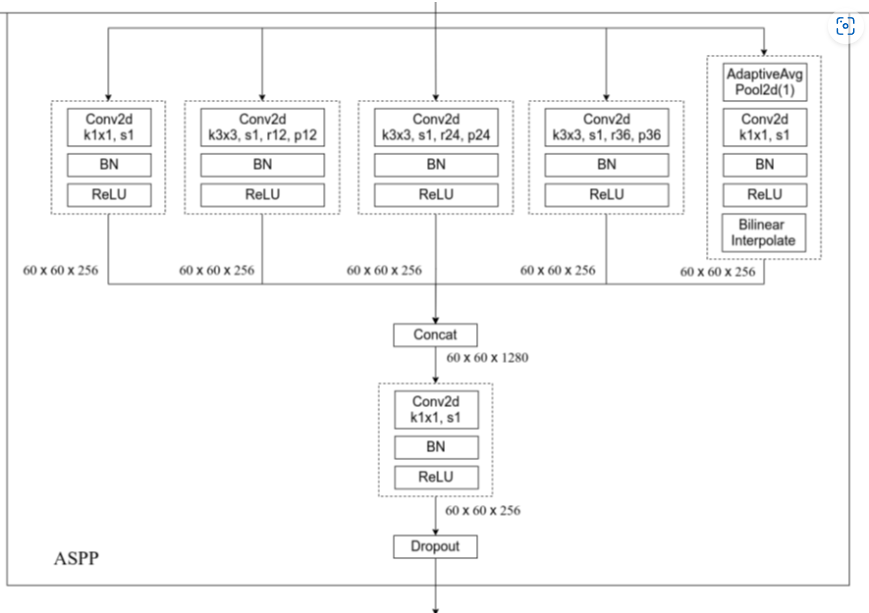 AdaptiveAvg
Pool2d(1)
Conv2d
k1x1, s1
BN
ReLU
Conv2d
k3x3, s1, r12, p12
BN
ReLU
Conv2d
k3x3, s1, r24, p24
BN
ReLU
Conv2d
k3x3, s1, r36, p36
BN
ReLU
Conv2d
k1x1, s1
BN
ReLU
Bilinear
Interpolate
60 x 60 x 256
60 x 60 x 256
60 x 60 x 256
60 x 60 x 256
60 x 60 x 256
Concat
60 x 60 x 1280
Conv2d
k1x1, s1
BN
ReLU
60 x 60 x 256
Dropout
ASPP